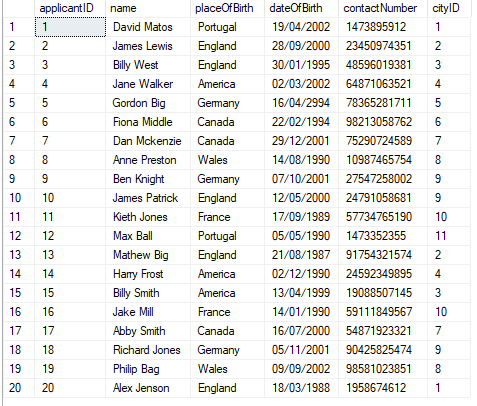 applicantID name placeOfBirth dateOfBirth contactNumber cityID
1 1 David Matos Portugal 19/04/2002 1473895912 1
2 2 James Lewis England 28/09/2000 23450974351 2
3 3 Billy West England 30/01/1995 48596019381 3
4 4 Jane Walker America 02/03/2002 64871063521 4
5 5 Gordon Big Germany 16/04/2994 78365281711 5
6 6 Fiona Middle Canada 22/02/1994 98213058762 6
7 7 Dan Mckenzie Canada 29/12/2001 75290724589 7
8 8 Anne Preston Wales 14/08/1990 10987465754 8
9 9 Ben Knight Germany 07/10/2001 27547258002 9
10 10 James Patrick England 12/05/2000 24791058681 9
11 11 Kieth Jones France 17/09/1989 57734765190 10
12 12 Max Ball Portugal 05/05/1990 1473352355 11
13 13 Mathew Big England 21/08/1987 91754321574 2
14 14 Harry Frost America 02/12/1990 24592349895 4
15 15 Billy Smith America 13/04/1999 19088507145 3
16 16 Jake Mill France 14/01/1990 59111849567 10
17 17 Abby Smith Canada 16/07/2000 54871923321 7
18 18 Richard Jones Germany 05/11/2001 90425825474 9
19 19 Philip Bag Wales 09/09/2002 98581023851 8
20 20 Alex Jenson England 18/03/1988 1958674612 1